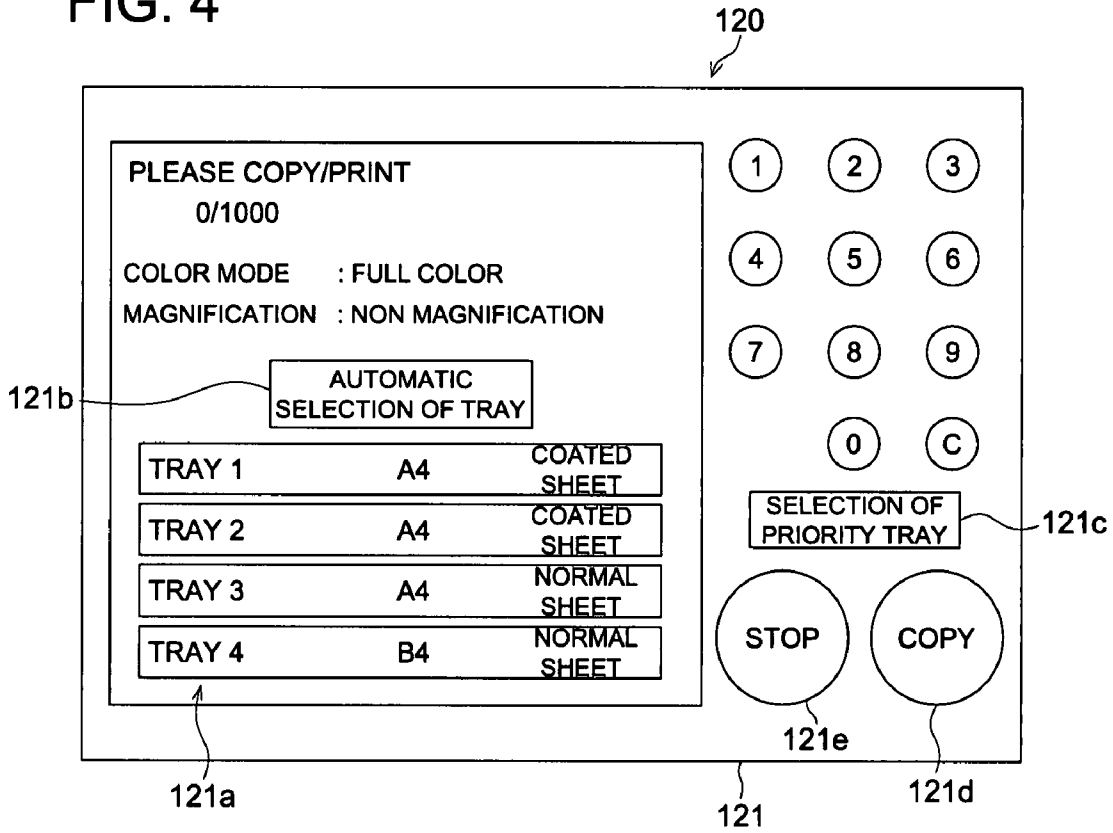 FIG. 4
120
PLEASE COPY/PRINT
0/1000
COLOR MODE : FULL COLOR
MAGNIFICATION : NON MAGNIFICATION
121b
AUTOMATIC
SELECTION OF TRAY
TRAY 1 A4 COATED
SHEET
TRAY 2 A4 COATED
SHEET
TRAY 3 A4 NORMAL
SHEET
TRAY 4 B4 NORMAL
SHEET
121a
1 2 3
4 5 6
7 8 9
0 C
SELECTION OF
PRIORITY TRAY
121c
STOP COPY
121e
121d
121